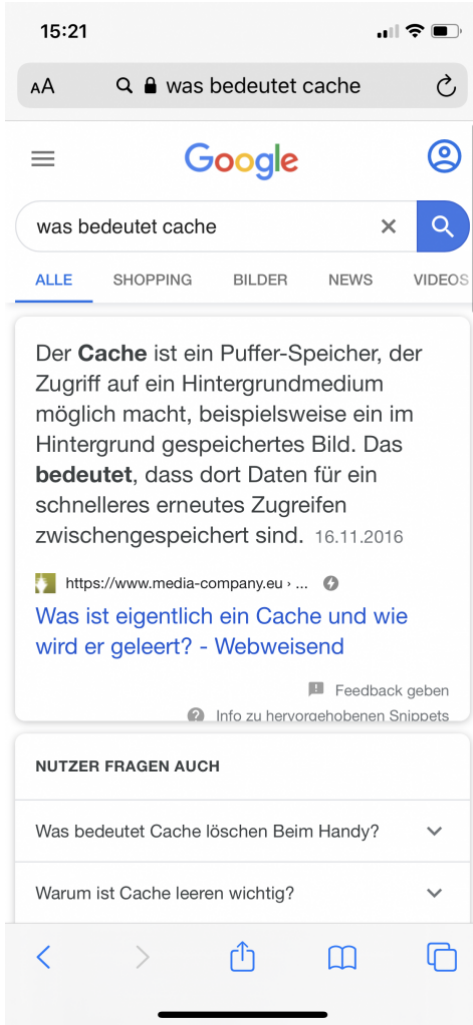 15:21
AA was bedeutet cache
Google
was bedeutet cache
ALLE SHOPPING BILDER NEWS VIDEOS
Der Cache ist ein Puffer-Speicher, der
Zugriff auf ein Hintergrundmedium
möglich macht, beispielsweise ein im
Hintergrund gespeichertes Bild. Das
bedeutet, dass dort Daten für ein
schnelleres erneutes Zugreifen
zwischengespeichert sind. 16.11.2016
https://www.media-company.eu › ...
Was ist eigentlich ein Cache und wie
wird er geleert? - Webweisend
Feedback geben
Info zu hervorgehobenen Snippets
NUTZER FRAGEN AUCH
Was bedeutet Cache löschen Beim Handy?
Warum ist Cache leeren wichtig?